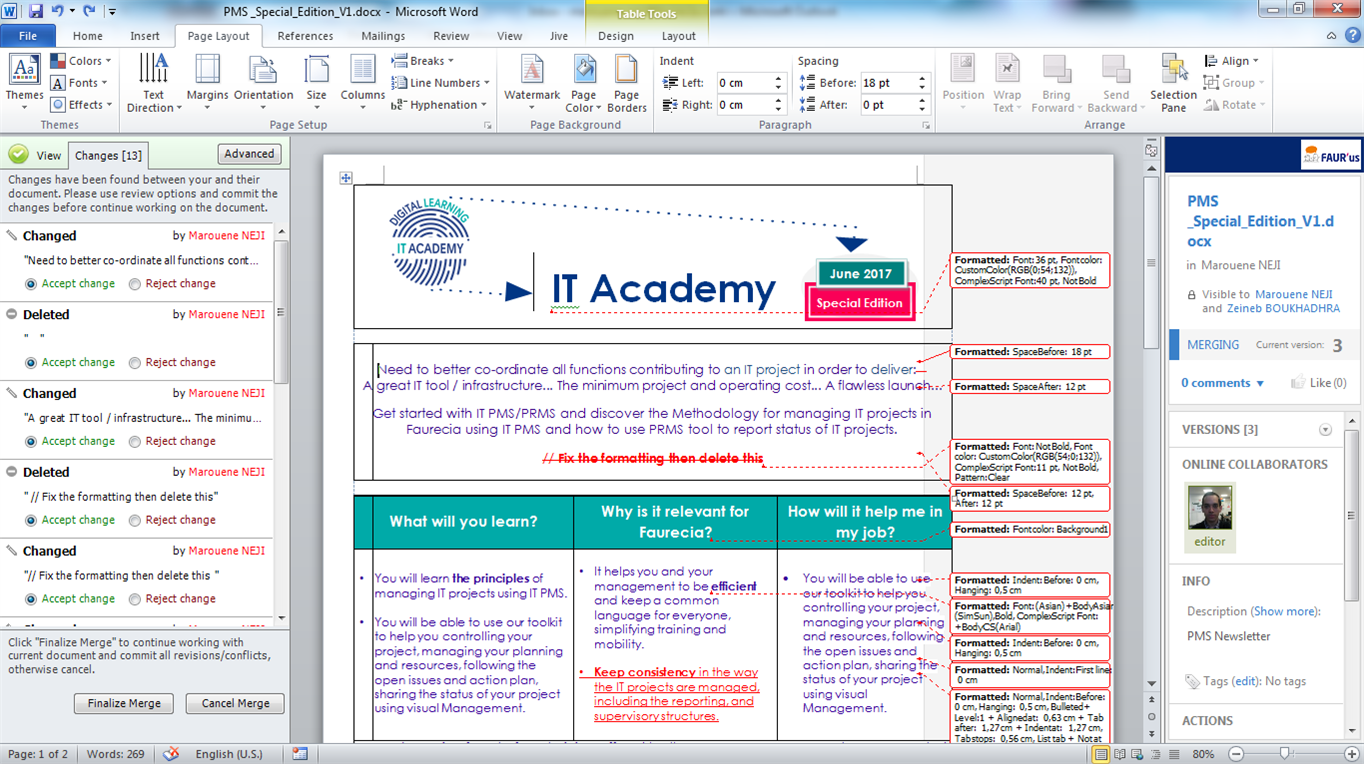 PMS _Special_Edition_V1.docx - Microsoft Word
Table Tools
File Home Insert Page Layout References Mailings Review View Jive Design Layout
Themes
Colors
Fonts
Effects
Themes
Text Direction
Margins
Orientation
Size
Columns
Breaks
Line Numbers
Hyphenation
Page Setup
Watermark
Page Color
Page Borders
Page Background
Indent
Left: 0 cm
Right: 0 cm
Spacing
Before: 18 pt
After: 0 pt
Paragraph
Position
Wrap Text
Bring Forward
Send Backward
Selection Pane
Align
Group
Rotate
Arrange
View Changes [13] Advanced
Changes have been found between your and their
document. Please use review options and commit the
changes before continue working on the document.
Changed by Marouene NEJI
"Need to better co-ordinate all functions cont...
Accept change Reject change
Deleted by Marouene NEJI
" "
Accept change Reject change
Changed by Marouene NEJI
"A great IT tool / infrastructure... The minimu...
Accept change Reject change
Deleted by Marouene NEJI
" // Fix the formatting then delete this"
Accept change Reject change
Changed by Marouene NEJI
"// Fix the formatting then delete this "
Accept change Reject change
Click "Finalize Merge" to continue working with
current document and commit all revisions/conflicts,
otherwise cancel.
Finalize Merge Cancel Merge
DIGITAL LEARNING
IT ACADEMY
IT Academy
June 2017
Special Edition
Need to better co-ordinate all functions contributing to an IT project in order to deliver:
A great IT tool / infrastructure... The minimum project and operating cost... A flawless launch...
Get started with IT PMS/PRMS and discover the Methodology for managing IT projects in
Faurecia using IT PMS and how to use PRMS tool to report status of IT projects.
// Fix the formatting then delete this
What will you learn?
Why is it relevant for
Faurecia?
How will it help me in
my job?
• You will learn the principles of
managing IT projects using IT PMS.
• You will be able to use our toolkit
to help you controlling your
project, managing your planning
and resources, following the
open issues and action plan,
sharing the status of your project
using visual Management.
• It helps you and your
management to be efficient
and keep a common
language for everyone,
simplifying training and
mobility.
• Keep consistency in the way
the IT projects are managed,
including the reporting, and
supervisory structures.
• You will be able to use
our toolkit to help you
controlling your project,
managing your planning
and resources, following
the open issues and
action plan, sharing the
status of your project
using visual
Management.
Formatted: Font: 36 pt, Font color:
CustomColor(RGB(0;54;132)),
ComplexScript Font: 40 pt, Not Bold
Formatted: SpaceBefore: 18 pt
Formatted: SpaceAfter: 12 pt
Formatted: Font: Not Bold, Font
color: CustomColor(RGB(54;0;132)),
ComplexScript Font: 11 pt, Not Bold,
Pattern: Clear
Formatted: SpaceBefore: 12 pt,
After: 12 pt
Formatted: Font color: Background1
Formatted: Indent: Before: 0 cm,
Hanging: 0,5 cm
Formatted: Font: (Asian) +BodyAsian
(SimSun), Bold, ComplexScript Font:
+BodyCS(Arial)
Formatted: Indent: Before: 0 cm,
Hanging: 0,5 cm
Formatted: Normal, Indent: First line:
0 cm
Formatted: Normal, Indent: Before:
0 cm, Hanging: 0,5 cm, Bulleted +
Level: 1 + Aligned at: 0,63 cm + Tab
after: 1,27 cm + Indent at: 1,27 cm,
Tab stops: 0,56 cm, List tab + Not at
FAUR'us
PMS
_Special_Edition_V1.d
ocx
in Marouene NEJI
Visible to Marouene NEJI
and Zeineb BOUKHADHRA
MERGING Current version: 3
0 comments Like (0)
VERSIONS [3]
ONLINE COLLABORATORS
editor
INFO
Description (Show more):
PMS Newsletter
Tags (edit): No tags
ACTIONS
Page: 1 of 2 Words: 269 English (U.S.) 80%